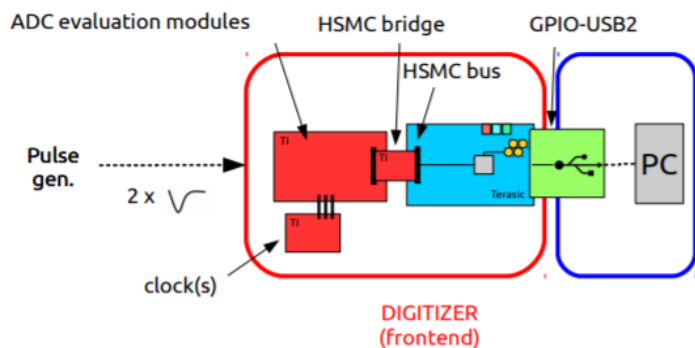 ADC evaluation modules
HSMC bridge
GPIO-USB2
HSMC bus
TI
TI
Terasic
PC
Pulse
gen.
2 x
TI
clock(s)
DIGITIZER
(frontend)